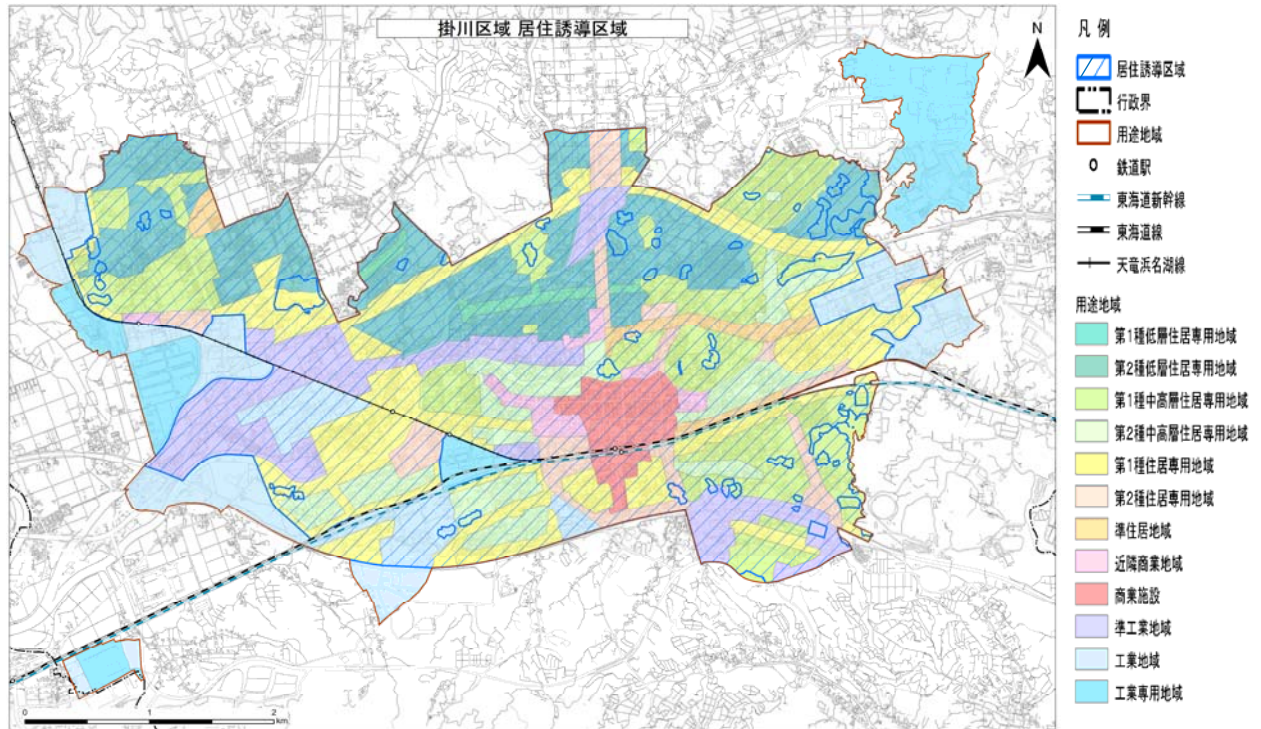 掛川区域 居住誘導区域
N
凡 例
居住誘導区域
行政界
用途地域
鉄道駅
東海道新幹線
東海道線
天竜浜名湖線
用途地域
第1種低層住居専用地域
第2種低層住居専用地域
第1種中高層住居専用地域
第2種中高層住居専用地域
第1種住居専用地域
第2種住居専用地域
準住居地域
近隣商業地域
商業施設
準工業地域
工業地域
工業専用地域
0 1 2
km